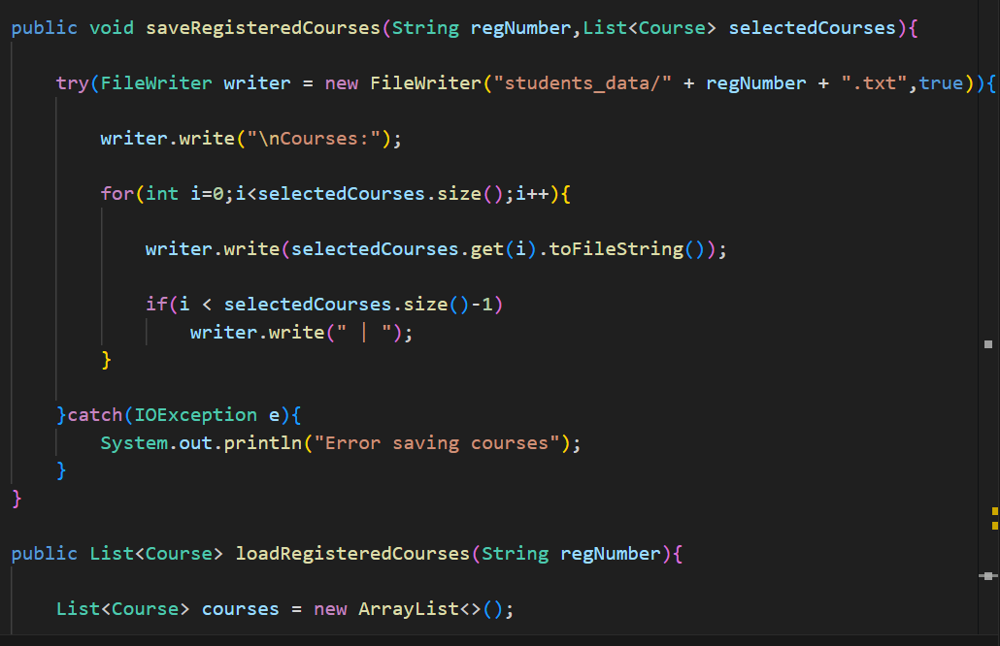 public void saveRegisteredCourses(String regNumber,List<Course> selectedCourses){
try(FileWriter writer = new FileWriter("students_data/" + regNumber + ".txt",true)){
writer.write("\nCourses:");
for(int i=0;i<selectedCourses.size();i++){
writer.write(selectedCourses.get(i).toFileString());
if(i < selectedCourses.size()-1)
writer.write(" | ");
}
}catch(IOException e){
System.out.println("Error saving courses");
}
}
public List<Course> loadRegisteredCourses(String regNumber){
List<Course> courses = new ArrayList<>();